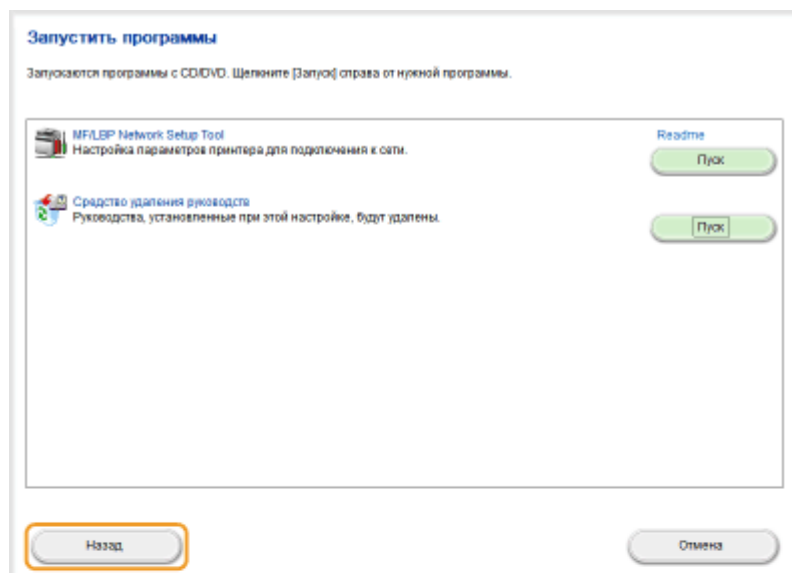 Запустить программы
Запускаются программы с CD/DVD. Щелкните [Запуск] справа от нужной программы.
MF/LBP Network Setup Tool
Readme
Настройка параметров принтера для подключения к сети.
Пуск
Средство удаления руководств
Руководства, установленные при этой настройке, будут удалены.
Пуск
Назад
Отмена